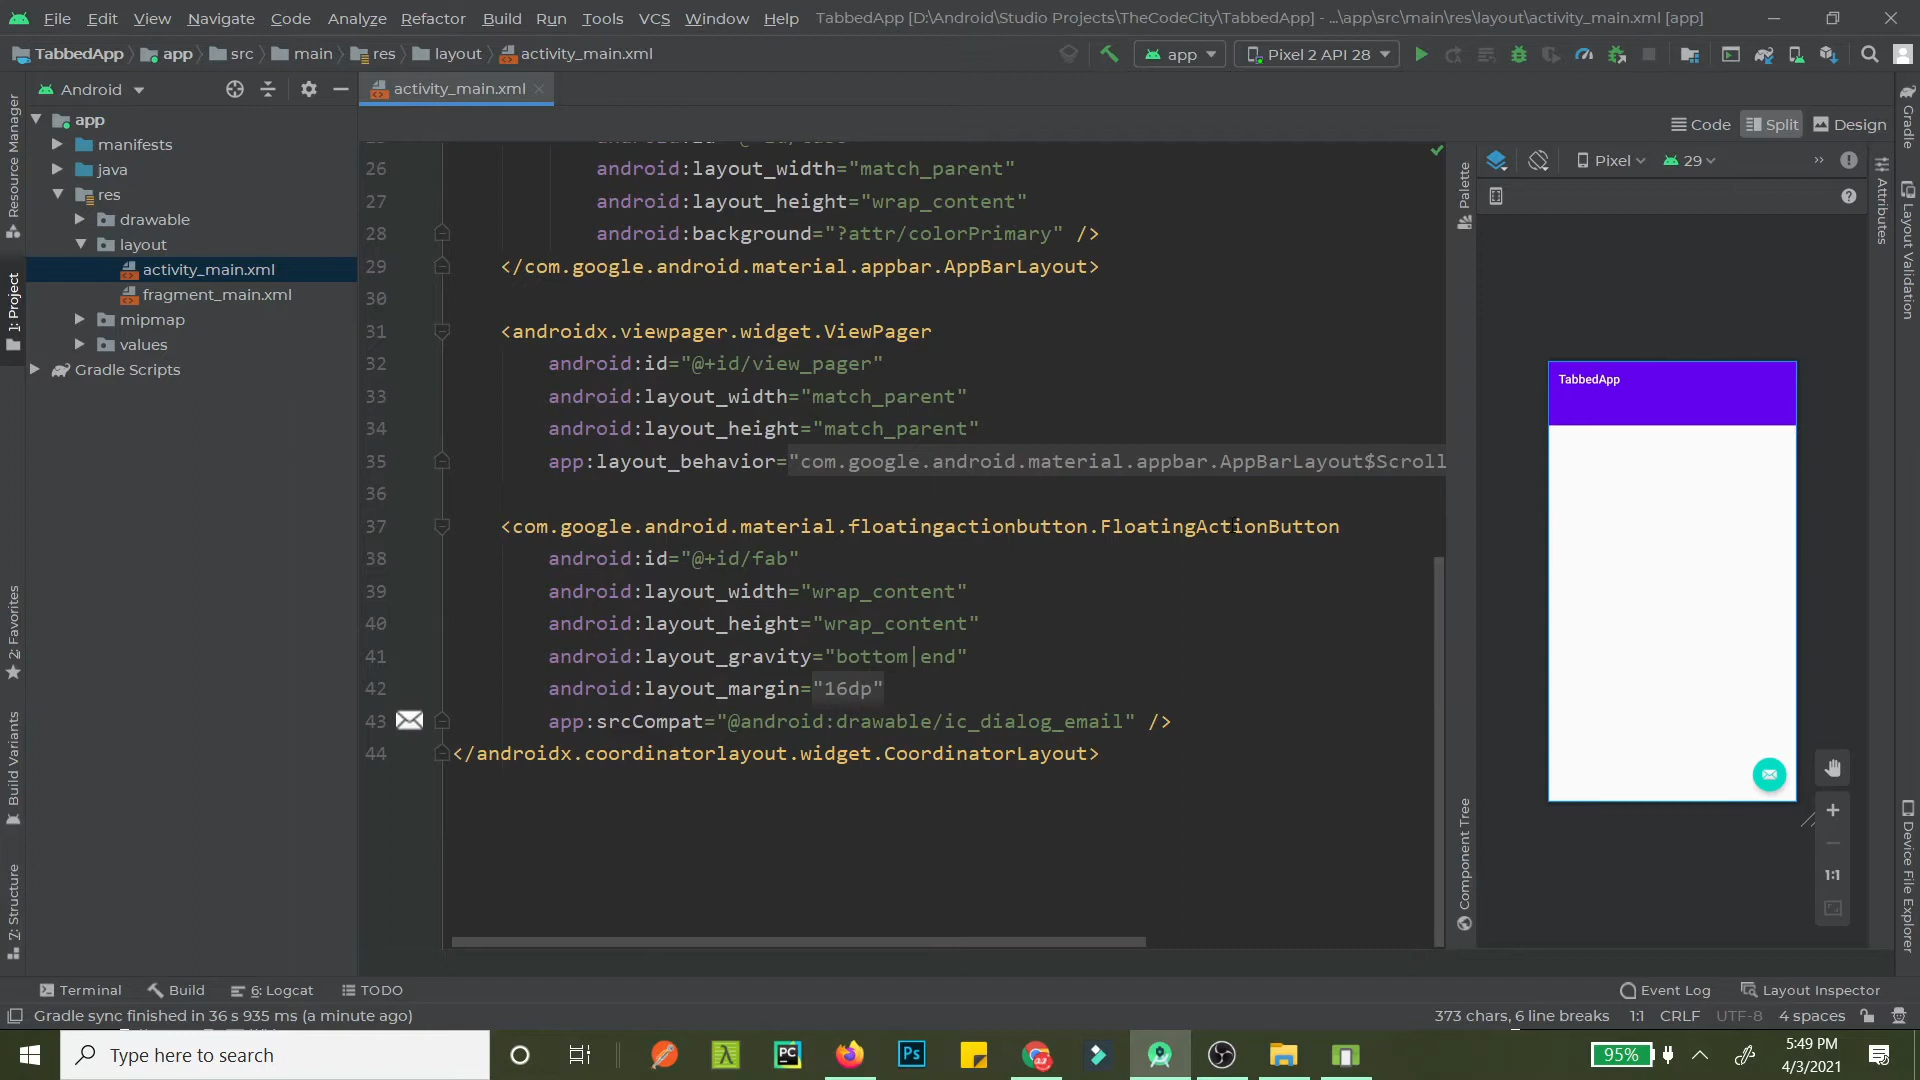 File Edit View Navigate Code Analyze Refactor Build Run Tools VCS Window Help TabbedApp [D:\Android\Studio Projects\TheCodeCity\TabbedApp] - ...\app\src\main\res\layout\activity_main.xml [app]
TabbedApp app src main res layout activity_main.xml app Pixel 2 API 28
Android activity_main.xml
Code Split Design
app
manifests
java
res
drawable
layout
activity_main.xml
fragment_main.xml
mipmap
values
Gradle Scripts
Resource Manager
1: Project
2: Favorites
Build Variants
7: Structure
26 android:layout_width="match_parent"
27 android:layout_height="wrap_content"
28 android:background="?attr/colorPrimary" />
29 </com.google.android.material.appbar.AppBarLayout>
30
31 <androidx.viewpager.widget.ViewPager
32 android:id="@+id/view_pager"
33 android:layout_width="match_parent"
34 android:layout_height="match_parent"
35 app:layout_behavior="com.google.android.material.appbar.AppBarLayout$Scroll
36
37 <com.google.android.material.floatingactionbutton.FloatingActionButton
38 android:id="@+id/fab"
39 android:layout_width="wrap_content"
40 android:layout_height="wrap_content"
41 android:layout_gravity="bottom|end"
42 android:layout_margin="16dp"
43 app:srcCompat="@android:drawable/ic_dialog_email" />
44 </androidx.coordinatorlayout.widget.CoordinatorLayout>
Palette
Component Tree
Pixel 29 »
TabbedApp
1:1
Attributes
Gradle
Layout Validation
Device File Explorer
Terminal Build 6: Logcat TODO Event Log Layout Inspector
Gradle sync finished in 36 s 935 ms (a minute ago) 373 chars, 6 line breaks 1:1 CRLF UTF-8 4 spaces
Type here to search
PC
Ps
95%
5:49 PM
4/3/2021